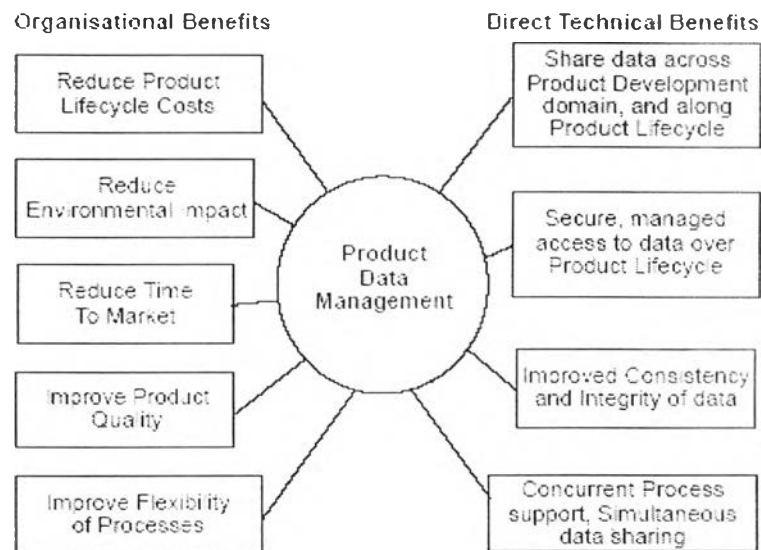 Organisational Benefits
Direct Technical Benefits
Reduce Product
Lifecycle Costs
Reduce
Environmental Impact
Reduce Time
To Market
Improve Product
Quality
Improve Flexibility
of Processes
Product
Data
Management
Share data across
Product Development
domain, and along
Product Lifecycle
Secure, managed
access to data over
Product Lifecycle
Improved Consistency
and Integrity of data
Concurrent Process
support, Simultaneous
data sharing